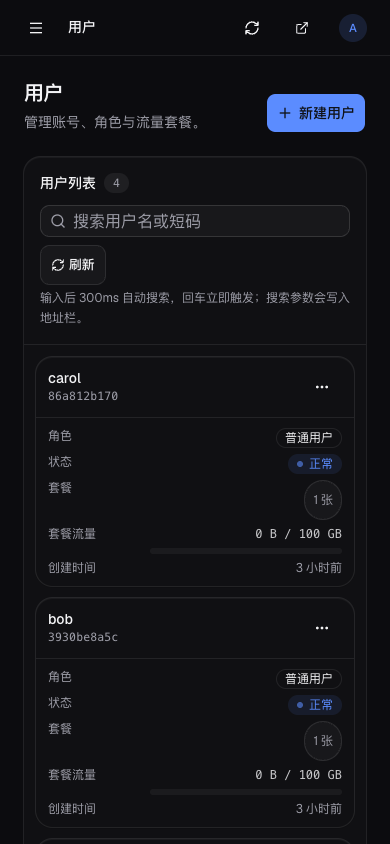 用户
A
用户
管理账号、角色与流量套餐。
新建用户
用户列表 4
搜索用户名或短码
刷新
输入后 300ms 自动搜索，回车立即触发；搜索参数会写入
地址栏。
carol
86a812b170
角色 普通用户
状态 正常
套餐 1 张
套餐流量 0 B / 100 GB
创建时间 3 小时前
bob
3930be8a5c
角色 普通用户
状态 正常
套餐 1 张
套餐流量 0 B / 100 GB
创建时间 3 小时前